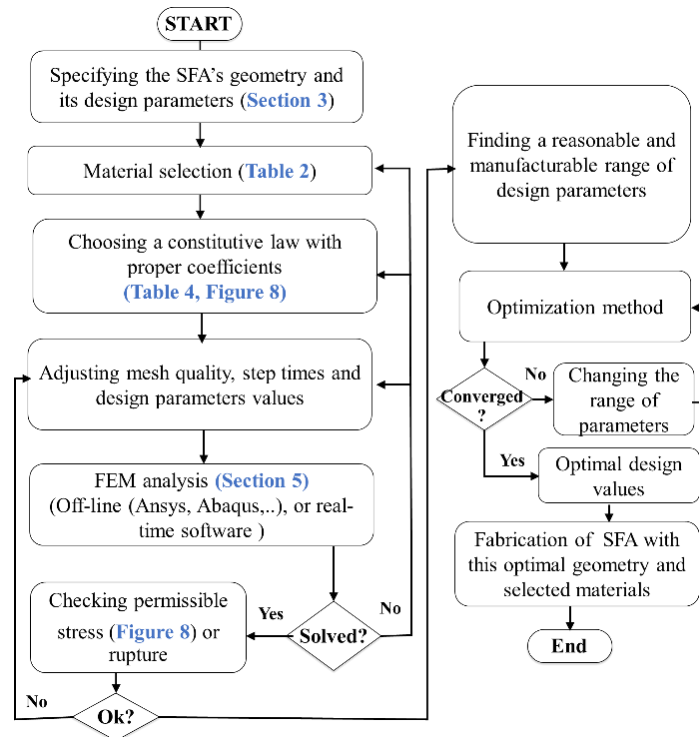 START
Specifying the SFA's geometry and
its design parameters (Section 3)
Material selection (Table 2)
Choosing a constitutive law with
proper coefficients
(Table 4, Figure 8)
Adjusting mesh quality, step times and
design parameters values
FEM analysis (Section 5)
(Off-line (Ansys, Abaqus,..), or real-
time software )
Solved?
Yes
No
Checking permissible
stress (Figure 8) or
rupture
Ok?
No
Finding a reasonable and
manufacturable range of
design parameters
Optimization method
Converged
?
No
Changing the
range of
parameters
Yes
Optimal design
values
Fabrication of SFA with
this optimal geometry and
selected materials
End